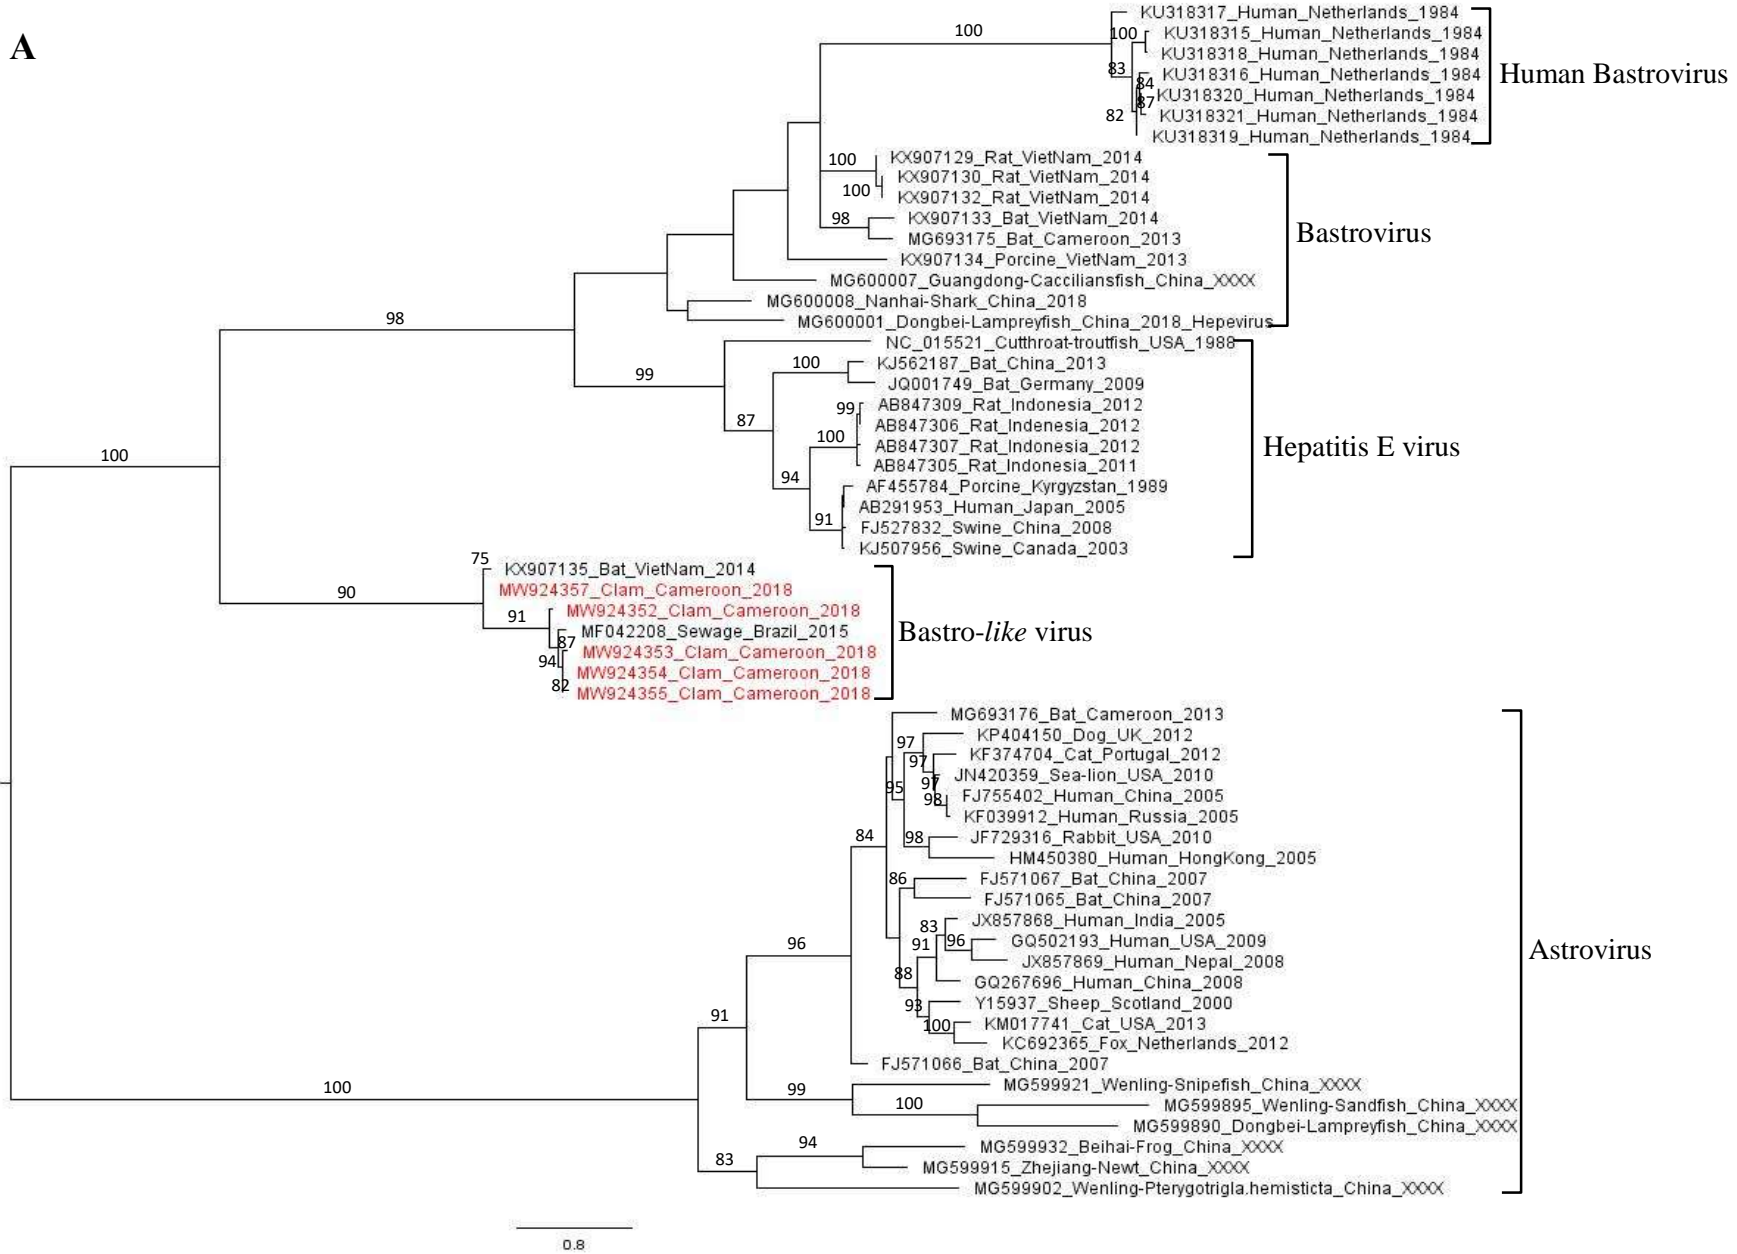 A
100
KU318317_Human_Netherlands_1984
100
KU318315_Human_Netherlands_1984
KU318318_Human_Netherlands_1984
83
KU318316_Human_Netherlands_1984
Human Bastrovirus
84
KU318320_Human_Netherlands_1984
87
82
KU318321_Human_Netherlands_1984
KU318319_Human_Netherlands_1984
100
KX907129_Rat_VietNam_2014
KX907130_Rat_VietNam_2014
100
KX907132_Rat_VietNam_2014
98
KX907133_Bat_VietNam_2014
Bastrovirus
MG693175_Bat_Cameroon_2013
KX907134_Porcine_VietNam_2013
MG600007_Guangdong-Cacciliansfish_China_XXXX
MG600008_Nanhai-Shark_China_2018
98
MG600001_Dongbei-Lampreyfish_China_2018_Hepevirus
NC_015521_Cutthroat-troutfish_USA_1988
100
KJ562187_Bat_China_2013
99
JQ001749_Bat_Germany_2009
99
AB847309_Rat_Indonesia_2012
87
AB847306_Rat_Indenesia_2012
100
AB847307_Rat_Indonesia_2012
Hepatitis E virus
100
AB847305_Rat_Indonesia_2011
94
AF455784_Porcine_Kyrgyzstan_1989
AB291953_Human_Japan_2005
91
FJ527832_Swine_China_2008
KJ507956_Swine_Canada_2003
75
KX907135_Bat_VietNam_2014
90
MW924357_Clam_Cameroon_2018
91
MW924352_Clam_Cameroon_2018
MF042208_Sewage_Brazil_2015
Bastro-like virus
87
MW924353_Clam_Cameroon_2018
94
MW924354_Clam_Cameroon_2018
82
MW924355_Clam_Cameroon_2018
MG693176_Bat_Cameroon_2013
KP404150_Dog_UK_2012
97
KF374704_Cat_Portugal_2012
97
JN420359_Sea-lion_USA_2010
97
95
FJ755402_Human_China_2005
98
KF039912_Human_Russia_2005
84
98
JF729316_Rabbit_USA_2010
HM450380_Human_HongKong_2005
86
FJ571067_Bat_China_2007
FJ571065_Bat_China_2007
JX857868_Human_India_2005
83
96
GQ502193_Human_USA_2009
96
91
Astrovirus
JX857869_Human_Nepal_2008
88
GQ267696_Human_China_2008
93
Y15937_Sheep_Scotland_2000
91
100
KM017741_Cat_USA_2013
KC692365_Fox_Netherlands_2012
FJ571066_Bat_China_2007
100
99
MG599921_Wenling-Snipefish_China_XXXX
100
MG599895_Wenling-Sandfish_China_XXXX
MG599890_Dongbei-Lampreyfish_China_XXXX
94
MG599932_Beihai-Frog_China_XXXX
83
MG599915_Zhejiang-Newt_China_XXXX
MG599902_Wenling-Pterygotrigla.hemisticta_China_XXXX
0.8